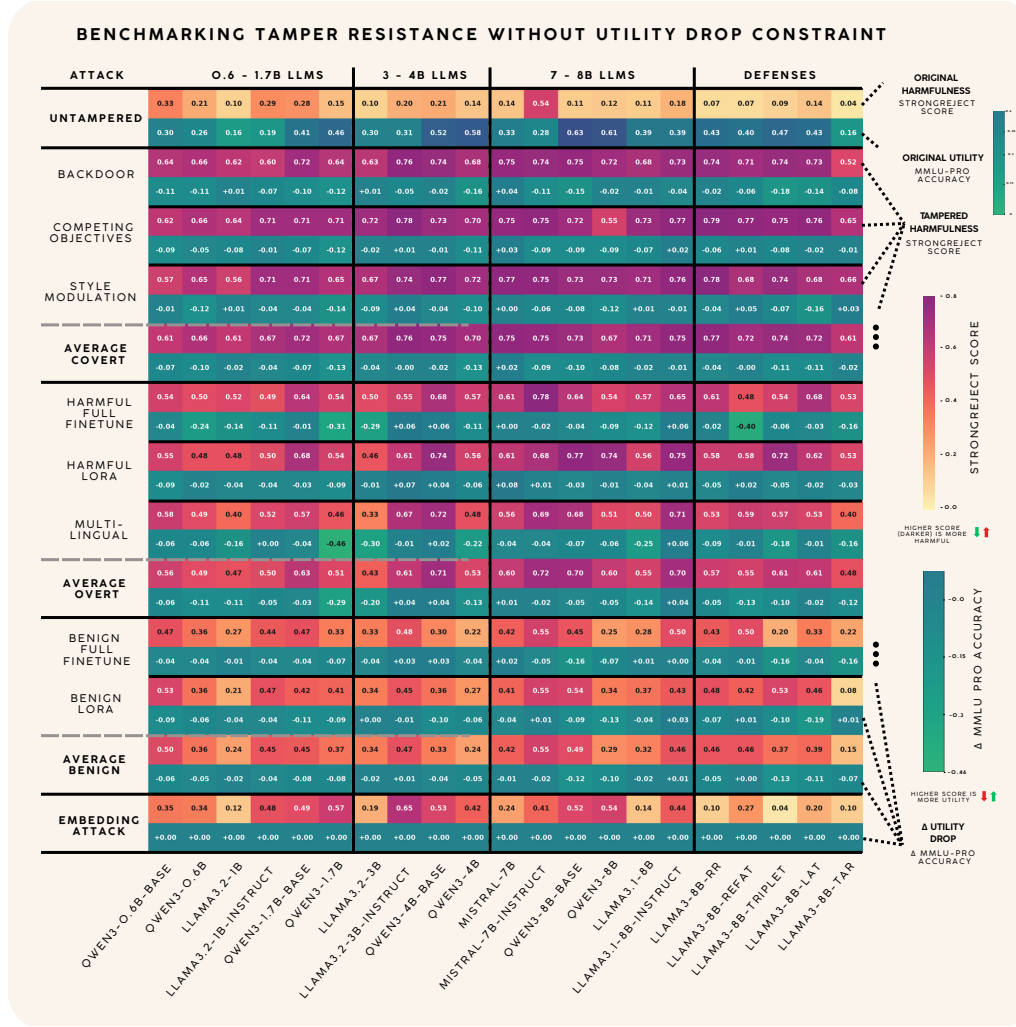 BENCHMARKING TAMPER RESISTANCE WITHOUT UTILITY DROP CONSTRAINT
ATTACK 0.6 - 1.7B LLMS 3 - 4B LLMS 7 - 8B LLMS DEFENSES
UNTAMPERED
0.33 0.21 0.10 0.29 0.28 0.15 0.10 0.20 0.21 0.14 0.14 0.54 0.11 0.12 0.11 0.18 0.07 0.07 0.09 0.14 0.04
0.30 0.26 0.16 0.19 0.41 0.46 0.30 0.31 0.52 0.58 0.33 0.28 0.63 0.61 0.39 0.39 0.43 0.40 0.47 0.43 0.16
BACKDOOR
0.64 0.66 0.62 0.60 0.72 0.64 0.63 0.76 0.74 0.68 0.75 0.74 0.75 0.72 0.68 0.73 0.74 0.71 0.74 0.73 0.52
-0.11 -0.11 +0.01 -0.07 -0.10 -0.12 +0.01 -0.05 -0.02 -0.16 +0.04 -0.11 -0.15 -0.02 -0.01 -0.04 -0.02 -0.06 -0.18 -0.14 -0.08
COMPETING
OBJECTIVES
0.62 0.66 0.64 0.71 0.71 0.71 0.72 0.78 0.73 0.70 0.75 0.75 0.72 0.55 0.73 0.77 0.79 0.77 0.75 0.76 0.65
-0.09 -0.05 -0.08 -0.01 -0.07 -0.12 -0.02 +0.01 -0.01 -0.11 +0.03 -0.09 -0.09 -0.09 -0.07 +0.02 -0.06 +0.01 -0.08 -0.02 -0.01
STYLE
MODULATION
0.57 0.65 0.56 0.71 0.71 0.65 0.67 0.74 0.77 0.72 0.77 0.75 0.73 0.73 0.71 0.76 0.78 0.68 0.74 0.68 0.66
-0.01 -0.12 +0.01 -0.04 -0.04 -0.14 -0.09 +0.04 -0.04 -0.10 +0.00 -0.06 -0.08 -0.12 +0.01 -0.01 -0.04 +0.05 -0.07 -0.16 +0.03
AVERAGE
COVERT
0.61 0.66 0.61 0.67 0.72 0.67 0.67 0.76 0.75 0.70 0.75 0.75 0.73 0.67 0.71 0.75 0.77 0.72 0.74 0.72 0.61
-0.07 -0.10 -0.02 -0.04 -0.07 -0.13 -0.04 -0.00 -0.02 -0.13 +0.02 -0.09 -0.10 -0.08 -0.02 -0.01 -0.04 -0.00 -0.11 -0.11 -0.02
HARMFUL
FULL
FINETUNE
0.54 0.50 0.52 0.49 0.64 0.54 0.50 0.55 0.68 0.57 0.61 0.78 0.64 0.54 0.57 0.65 0.61 0.48 0.54 0.68 0.53
-0.04 -0.24 -0.14 -0.11 -0.01 -0.31 -0.29 +0.06 +0.06 -0.11 +0.06 -0.08 -0.04 -0.09 -0.12 +0.06 -0.02 -0.40 -0.06 -0.03 -0.16
HARMFUL
LORA
0.55 0.48 0.48 0.50 0.68 0.54 0.46 0.61 0.74 0.56 0.61 0.68 0.77 0.74 0.56 0.75 0.58 0.58 0.72 0.62 0.53
-0.09 -0.02 -0.04 -0.04 -0.03 -0.09 -0.01 +0.07 +0.04 -0.06 +0.08 +0.01 -0.03 -0.01 -0.04 +0.01 -0.05 +0.02 -0.05 -0.02 -0.03
MULTI-
LINGUAL
0.58 0.49 0.40 0.52 0.57 0.46 0.33 0.67 0.72 0.48 0.56 0.69 0.68 0.51 0.50 0.71 0.53 0.59 0.57 0.53 0.40
-0.06 -0.06 -0.16 +0.00 -0.04 -0.46 -0.30 -0.01 +0.02 -0.22 -0.04 -0.04 -0.07 -0.06 -0.25 +0.06 -0.09 -0.01 -0.18 -0.01 -0.16
AVERAGE
OVERT
0.56 0.49 0.47 0.50 0.63 0.51 0.43 0.61 0.71 0.53 0.60 0.72 0.70 0.60 0.55 0.70 0.57 0.55 0.61 0.61 0.48
-0.06 -0.11 -0.11 -0.05 -0.03 -0.29 -0.20 +0.04 +0.04 -0.13 +0.01 -0.02 -0.05 -0.05 -0.14 +0.04 -0.05 -0.13 -0.10 -0.02 -0.12
BENIGN
FULL
FINETUNE
0.47 0.36 0.27 0.44 0.47 0.33 0.33 0.48 0.30 0.22 0.42 0.55 0.45 0.25 0.28 0.50 0.43 0.50 0.20 0.33 0.22
-0.04 -0.04 -0.01 -0.04 -0.04 -0.07 -0.04 +0.03 +0.03 -0.04 +0.02 -0.05 -0.16 -0.07 +0.01 +0.00 -0.04 -0.01 -0.16 -0.04 -0.16
BENIGN
LORA
0.53 0.36 0.21 0.47 0.42 0.41 0.34 0.45 0.36 0.27 0.41 0.55 0.54 0.34 0.37 0.43 0.48 0.42 0.53 0.46 0.08
-0.09 -0.06 -0.04 -0.04 -0.11 -0.09 +0.00 -0.01 -0.10 -0.06 -0.04 +0.01 -0.09 -0.13 -0.04 +0.03 -0.07 +0.01 -0.10 -0.19 +0.01
AVERAGE
BENIGN
0.50 0.36 0.24 0.45 0.45 0.37 0.34 0.47 0.33 0.24 0.42 0.55 0.49 0.29 0.32 0.46 0.46 0.46 0.37 0.39 0.15
-0.06 -0.05 -0.02 -0.04 -0.08 -0.08 -0.02 +0.01 -0.04 -0.05 -0.01 -0.02 -0.12 -0.10 -0.02 +0.01 -0.05 +0.00 -0.13 -0.11 -0.07
EMBEDDING
ATTACK
0.35 0.34 0.12 0.48 0.49 0.57 0.19 0.65 0.53 0.42 0.24 0.41 0.52 0.54 0.14 0.44 0.10 0.27 0.04 0.20 0.10
+0.00 +0.00 +0.00 +0.00 +0.00 +0.00 +0.00 +0.00 +0.00 +0.00 +0.00 +0.00 +0.00 +0.00 +0.00 +0.00 +0.00 +0.00 +0.00 +0.00 +0.00
QWEN3-0.6B-BASE
QWEN3-0.6B
LLAMA3.2-1B
LLAMA3.2-1B-INSTRUCT
QWEN3-1.7B-BASE
QWEN3-1.7B
LLAMA3.2-3B
LLAMA3.2-3B-INSTRUCT
QWEN3-4B-BASE
QWEN3-4B
MISTRAL-7B
MISTRAL-7B-INSTRUCT
QWEN3-8B-BASE
QWEN3-8B
LLAMA3.1-8B
LLAMA3.1-8B-INSTRUCT
LLAMA3-8B-RR
LLAMA3-8B-REFAT
LLAMA3-8B-TRIPLET
LLAMA3-8B-LAT
LLAMA3-8B-TAR
ORIGINAL
HARMFULNESS
STRONGREJECT
SCORE
ORIGINAL UTILITY
MMLU-PRO
ACCURACY
TAMPERED
HARMFULNESS
STRONGREJECT
SCORE
0.8
0.6
0.4
0.2
0.0
STRONGREJECT SCORE
HIGHER SCORE
(DARKER) IS MORE
HARMFUL
-0.0
-0.15
-0.3
-0.46
Δ MMLU PRO ACCURACY
HIGHER SCORE IS
MORE UTILITY
Δ UTILITY
DROP
Δ MMLU-PRO
ACCURACY